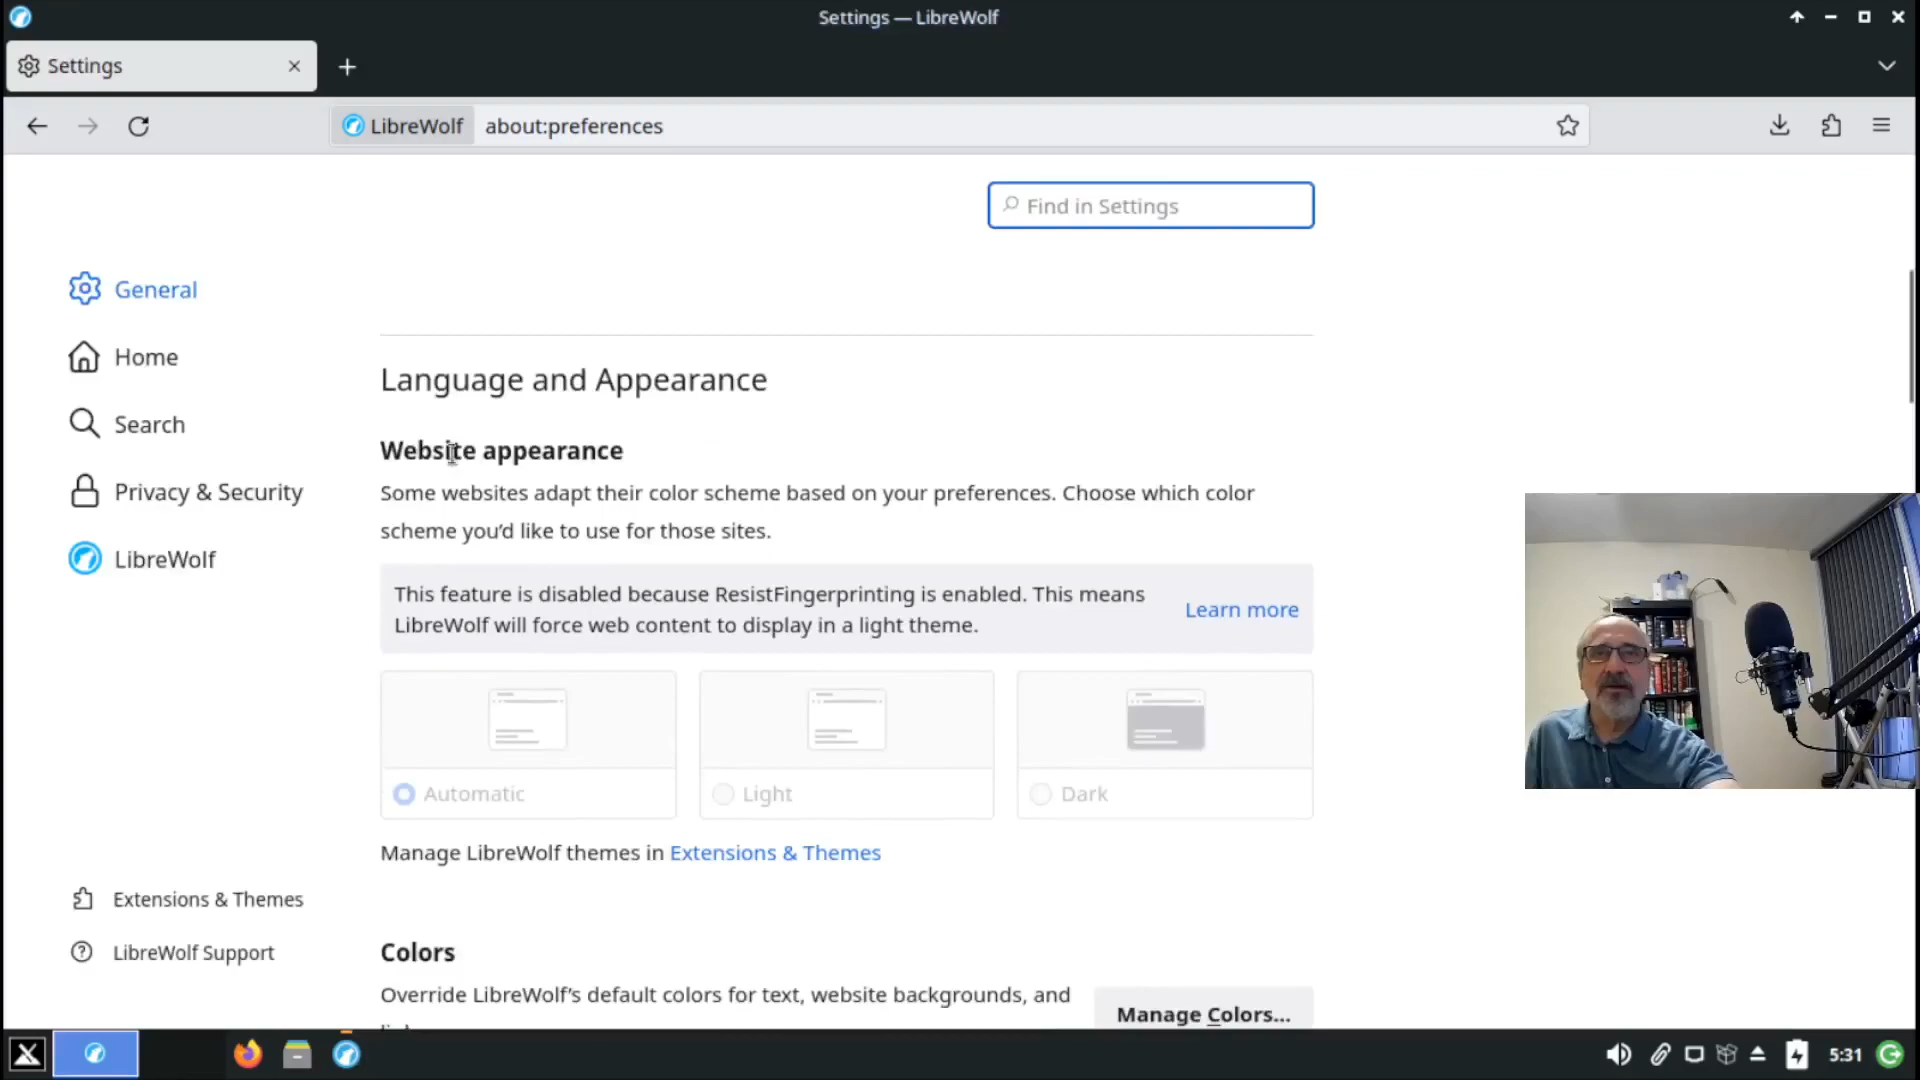 Settings — LibreWolf
Settings
LibreWolf
about:preferences
Find in Settings
General
Home
Search
Privacy & Security
LibreWolf
Extensions & Themes
LibreWolf Support
Language and Appearance
Website appearance
Some websites adapt their color scheme based on your preferences. Choose which color
scheme you’d like to use for those sites.
This feature is disabled because ResistFingerprinting is enabled. This means
LibreWolf will force web content to display in a light theme.
Learn more
Automatic
Light
Dark
Manage LibreWolf themes in Extensions & Themes
Colors
Override LibreWolf’s default colors for text, website backgrounds, and
Manage Colors...
5:31